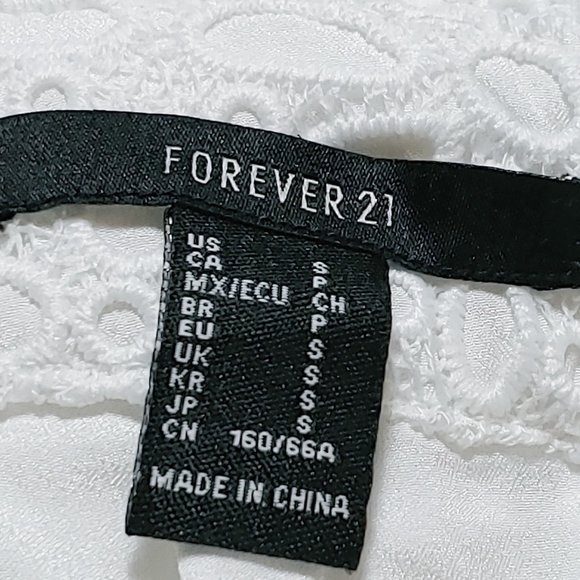 FOREVER 21
US S
CA P
MX/ECU CH
BR P
EU S
UK S
KR S
JP S
CN 160/66A
MADE IN CHINA